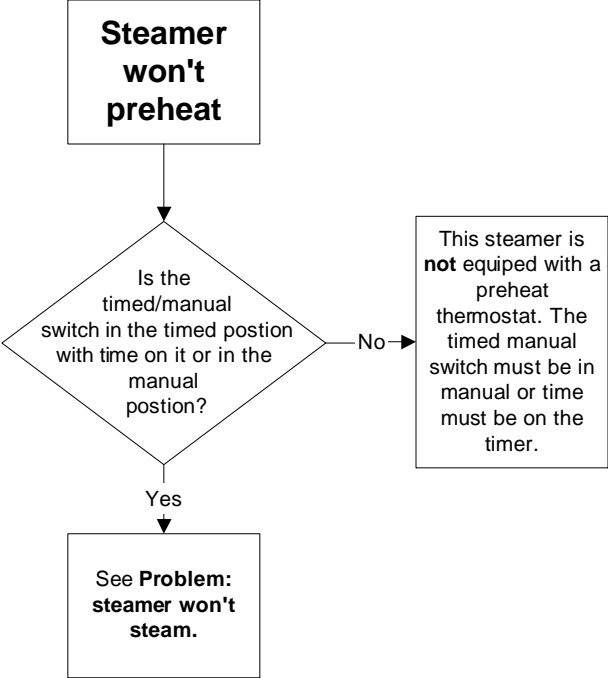 Steamer
won't
preheat
Is the
timed/manual
switch in the timed postion
with time on it or in the
manual
postion?
No
This steamer is
not equiped with a
preheat
thermostat. The
timed manual
switch must be in
manual or time
must be on the
timer.
Yes
See Problem:
steamer won't
steam.